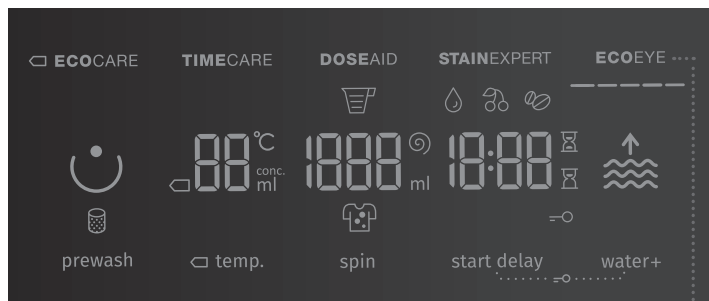 ECOCARE TIMECARE DOSEAID STAINEXPERT ECOEYE
88 °C 1888 18:88
conc.
ml ml
prewash temp. spin start delay water+